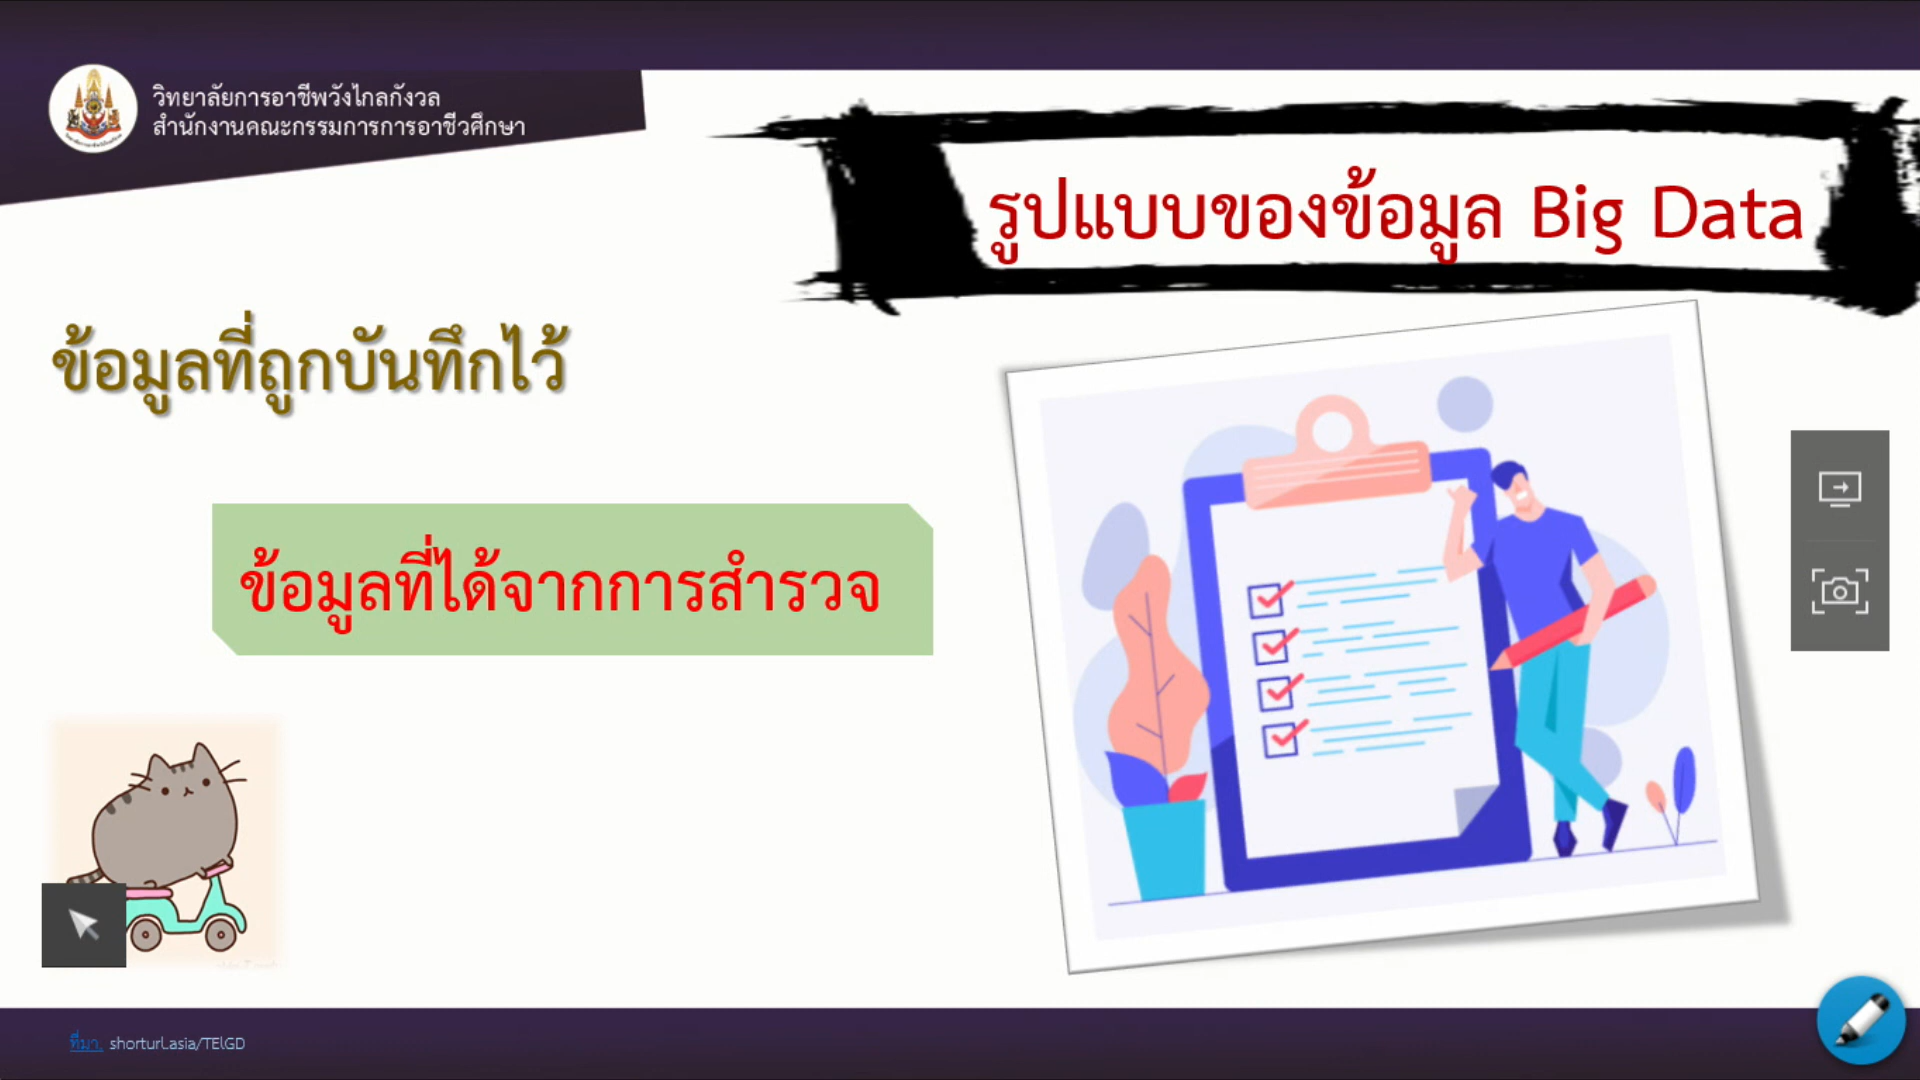 วิทยาลัยการอาชีพวังไกลกังวล
สำนักงานคณะกรรมการการอาชีวศึกษา
รูปแบบของข้อมูล Big Data
ข้อมูลที่ถูกบันทึกไว้
ข้อมูลที่ได้จากการสำรวจ
ที่มา. shorturl.asia/TElGD